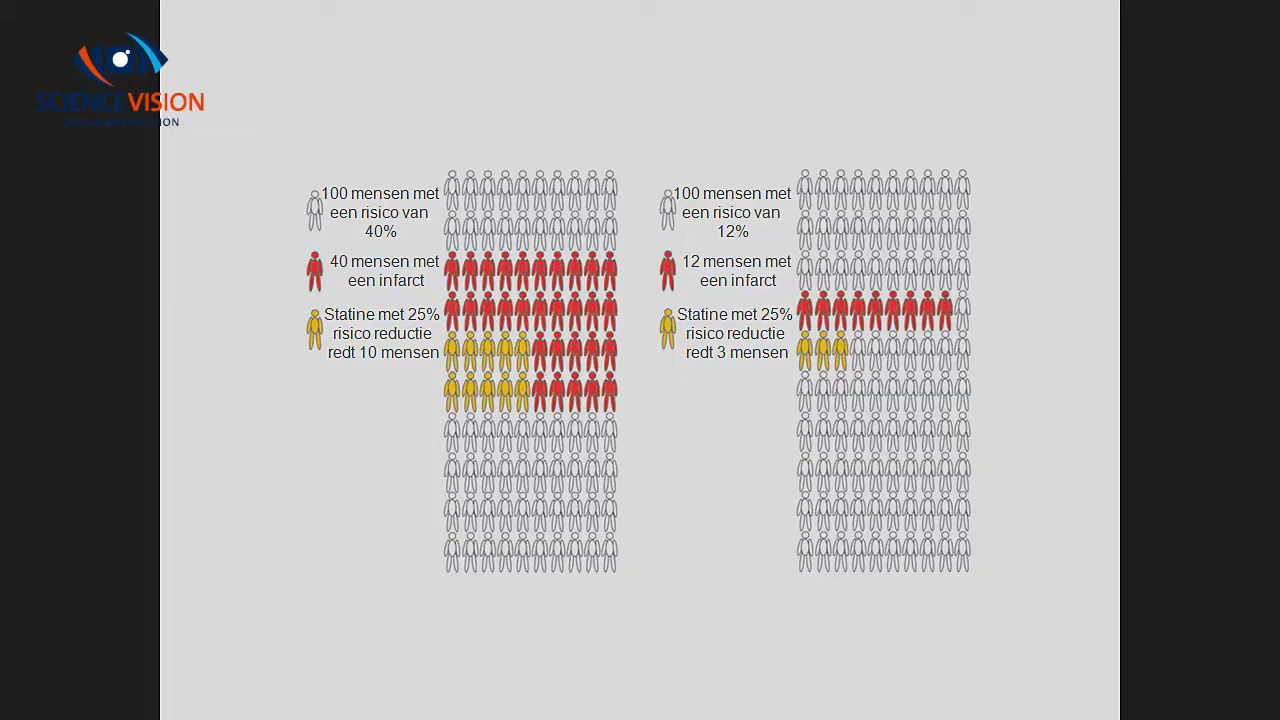 SCIENCEVISION
100 mensen met
een risico van
40%
40 mensen met
een infarct
Statine met 25%
risico reductie
redt 10 mensen
100 mensen met
een risico van
12%
12 mensen met
een infarct
Statine met 25%
risico reductie
redt 3 mensen